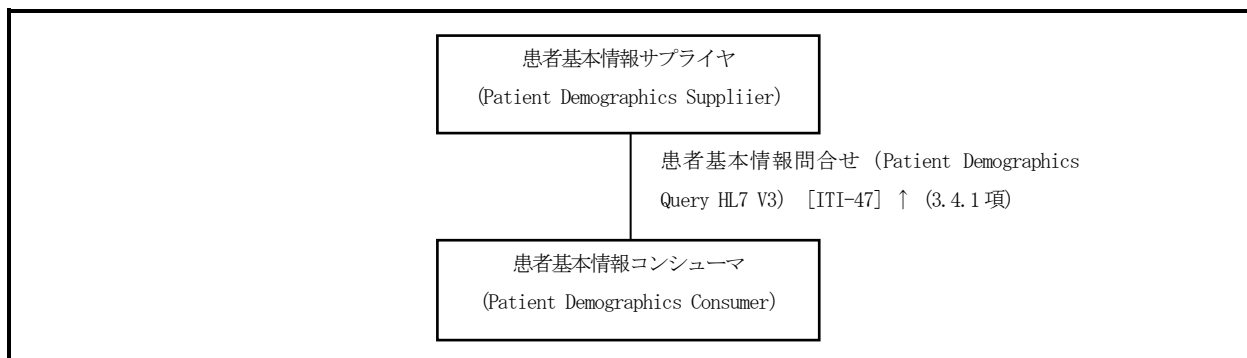 患者基本情報サプライヤ
(Patient Demographics Suppliier)
患者基本情報問合せ (Patient Demographics
Query HL7 V3) [ITI-47] ↑ (3.4.1項)
患者基本情報コンシューマ
(Patient Demographics Consumer)